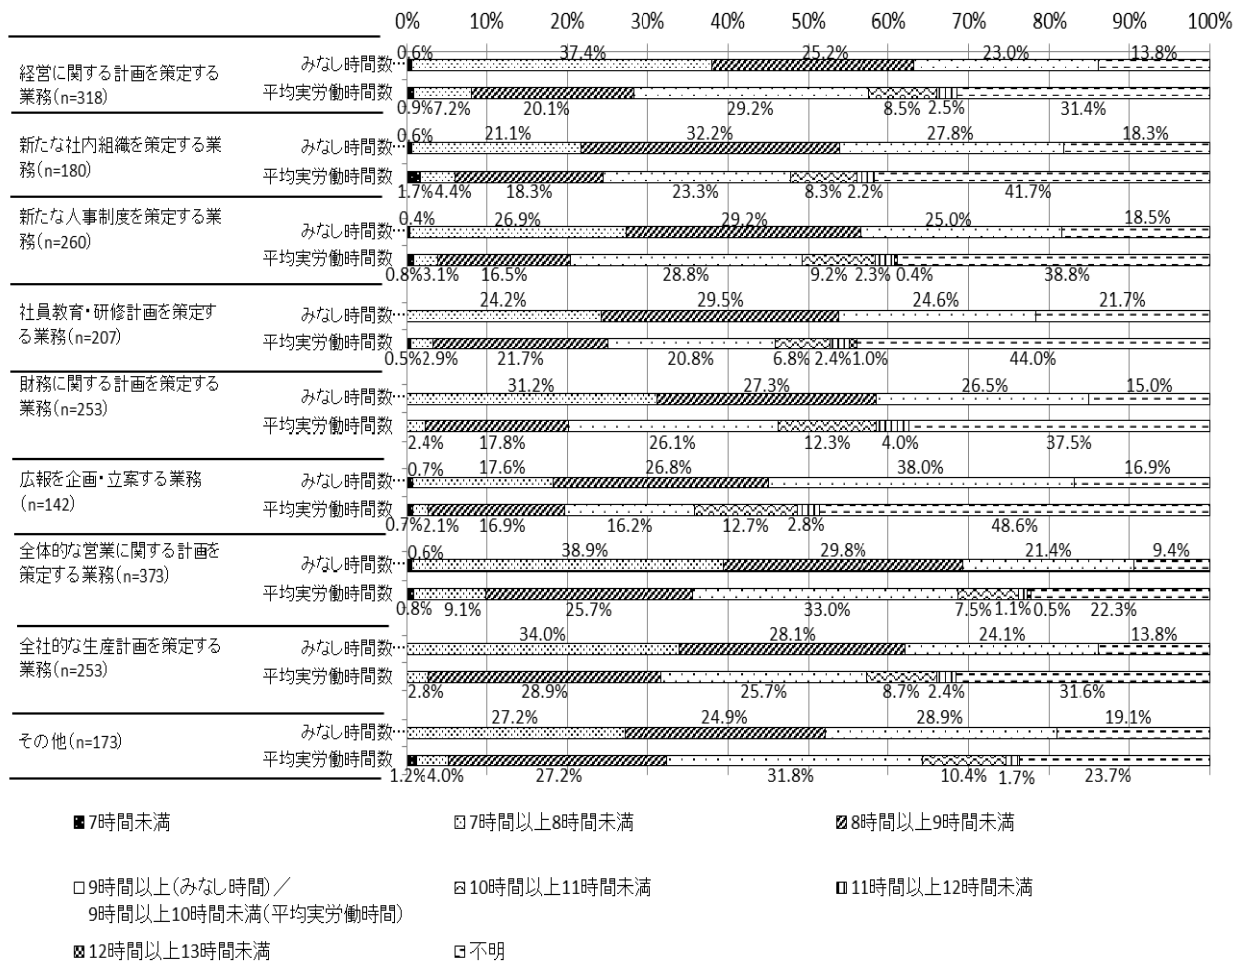 0% 10% 20% 30% 40% 50% 60% 70% 80% 90% 100%
経営に関する計画を策定する
業務(n=318)
みなし時間数
0.6% 37.4% 25.2% 23.0% 13.8%
平均実労働時間数
0.9% 7.2% 20.1% 29.2% 8.5% 2.5% 31.4%
新たな社内組織を策定する業
務(n=180)
みなし時間数
0.6% 21.1% 32.2% 27.8% 18.3%
平均実労働時間数
1.7% 4.4% 18.3% 23.3% 8.3% 2.2% 41.7%
新たな人事制度を策定する業
務(n=260)
みなし時間数
0.4% 26.9% 29.2% 25.0% 18.5%
平均実労働時間数
0.8% 3.1% 16.5% 28.8% 9.2% 2.3% 0.4% 38.8%
社員教育・研修計画を策定す
る業務(n=207)
みなし時間数
24.2% 29.5% 24.6% 21.7%
平均実労働時間数
0.5% 2.9% 21.7% 20.8% 6.8% 2.4% 1.0% 44.0%
財務に関する計画を策定する
業務(n=253)
みなし時間数
31.2% 27.3% 26.5% 15.0%
平均実労働時間数
2.4% 17.8% 26.1% 12.3% 4.0% 37.5%
広報を企画・立案する業務
(n=142)
みなし時間数
0.7% 17.6% 26.8% 38.0% 16.9%
平均実労働時間数
0.7% 2.1% 16.9% 16.2% 12.7% 2.8% 48.6%
全体的な営業に関する計画を
策定する業務(n=373)
みなし時間数
0.6% 38.9% 29.8% 21.4% 9.4%
平均実労働時間数
0.8% 9.1% 25.7% 33.0% 7.5% 1.1% 0.5% 22.3%
全社的な生産計画を策定する
業務(n=253)
みなし時間数
34.0% 28.1% 24.1% 13.8%
平均実労働時間数
2.8% 28.9% 25.7% 8.7% 2.4% 31.6%
その他(n=173)
みなし時間数
27.2% 24.9% 28.9% 19.1%
平均実労働時間数
1.2% 4.0% 27.2% 31.8% 10.4% 1.7% 23.7%
7時間未満 7時間以上8時間未満 8時間以上9時間未満
9時間以上(みなし時間)/ 10時間以上11時間未満 11時間以上12時間未満
9時間以上10時間未満(平均実労働時間)
12時間以上13時間未満 不明